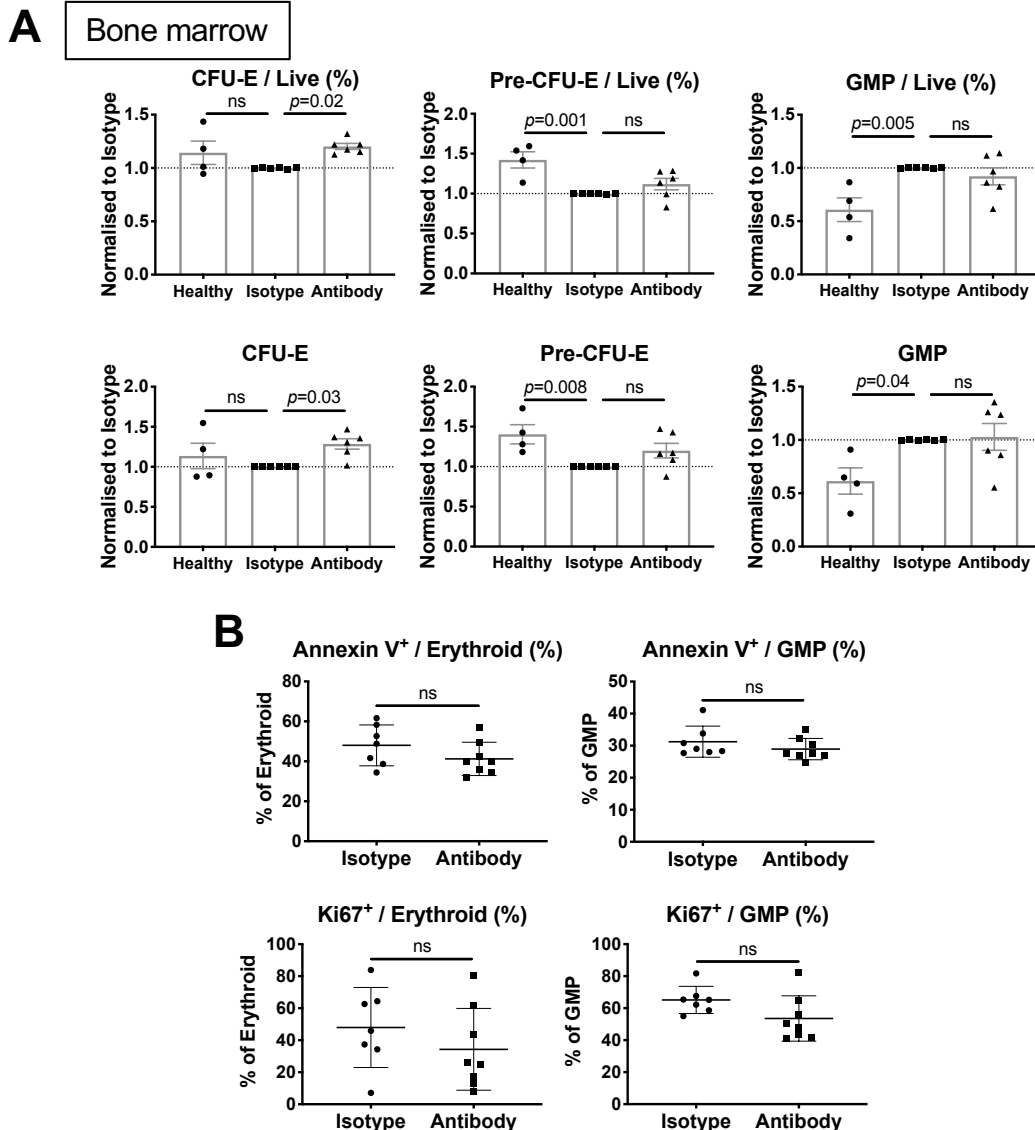 A
Bone marrow
CFU-E / Live (%)
Normalised to Isotype
1.5
1.0
0.5
0.0
ns
p=0.02
Healthy
Isotype
Antibody
Pre-CFU-E / Live (%)
Normalised to Isotype
2.0
1.5
1.0
0.5
0.0
p=0.001
ns
Healthy
Isotype
Antibody
GMP / Live (%)
Normalised to Isotype
1.5
1.0
0.5
0.0
p=0.005
ns
Healthy
Isotype
Antibody
CFU-E
Normalised to Isotype
2.0
1.5
1.0
0.5
0.0
ns
p=0.03
Healthy
Isotype
Antibody
Pre-CFU-E
Normalised to Isotype
2.0
1.5
1.0
0.5
0.0
p=0.008
ns
Healthy
Isotype
Antibody
GMP
Normalised to Isotype
1.5
1.0
0.5
0.0
p=0.04
ns
Healthy
Isotype
Antibody
B
Annexin V⁺ / Erythroid (%)
% of Erythroid
80
60
40
20
0
ns
Isotype
Antibody
Annexin V⁺ / GMP (%)
% of GMP
50
40
30
20
10
0
ns
Isotype
Antibody
Ki67⁺ / Erythroid (%)
% of Erythroid
100
80
60
40
20
0
ns
Isotype
Antibody
Ki67⁺ / GMP (%)
% of GMP
100
80
60
40
20
0
ns
Isotype
Antibody